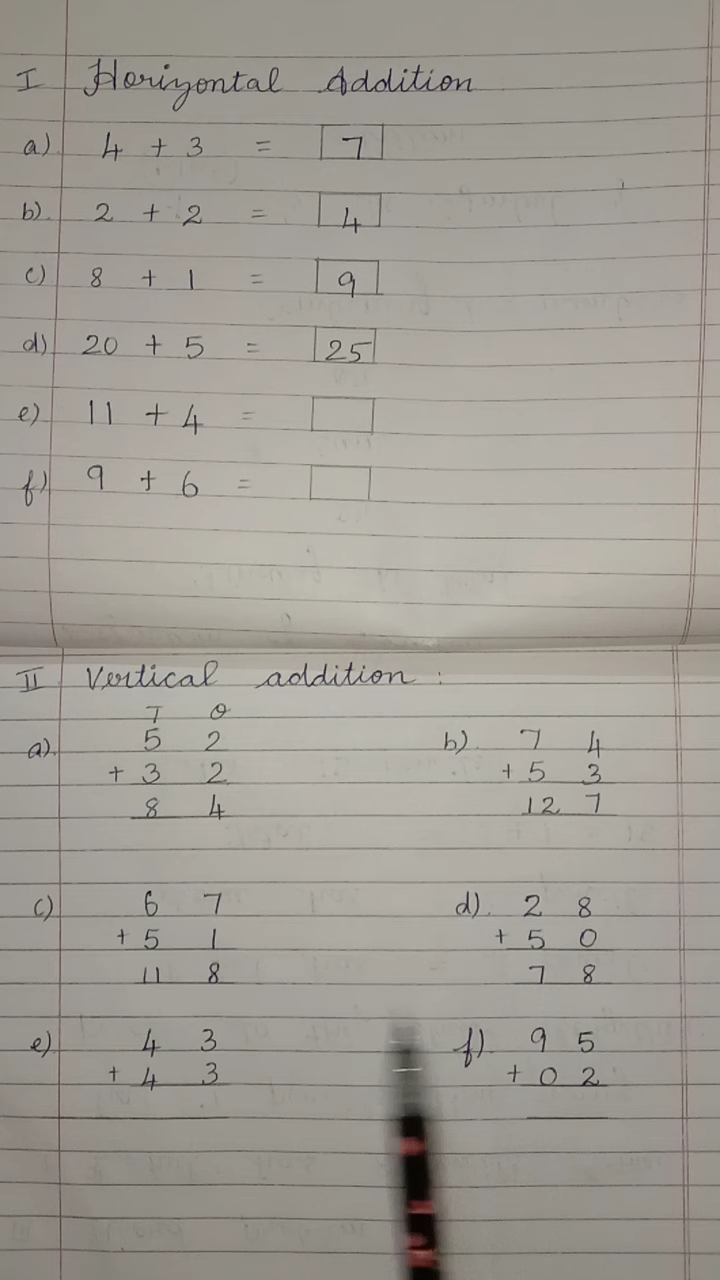 I Horizontal Addition
a) 4 + 3 = 7
b) 2 + 2 = 4
c) 8 + 1 = 9
d) 20 + 5 = 25
e) 11 + 4 =
f) 9 + 6 =
II Vertical addition :
T O
a). 5 2 b). 7 4
+ 3 2 + 5 3
8 4 12 7
c) 6 7 d). 2 8
+ 5 1 + 5 0
11 8 7 8
e) 4 3 f). 9 5
+ 4 3 + 0 2